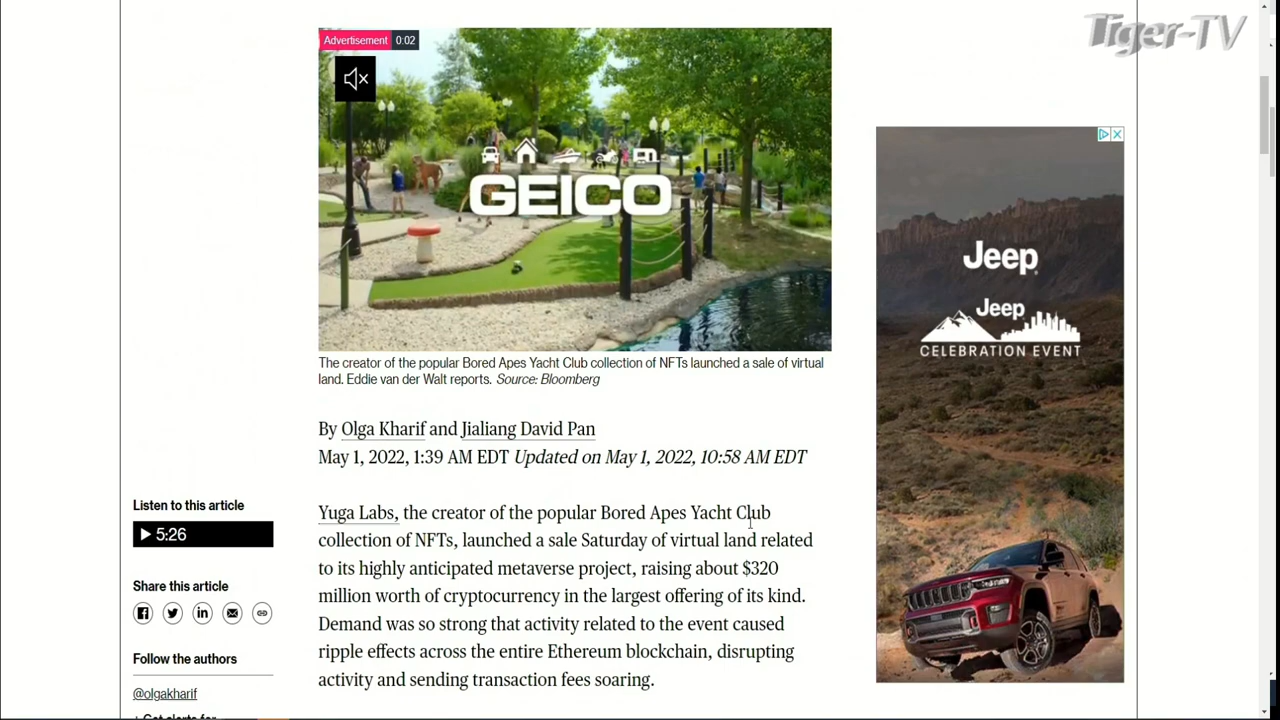 Tiger-TV
Advertisement 0:02
GEICO
Jeep
Jeep
CELEBRATION EVENT
The creator of the popular Bored Apes Yacht Club collection of NFTs launched a sale of virtual
land. Eddie van der Walt reports. Source: Bloomberg
By Olga Kharif and Jialiang David Pan
May 1, 2022, 1:39 AM EDT Updated on May 1, 2022, 10:58 AM EDT
Listen to this article
5:26
Share this article
Follow the authors
@olgakharif
+ Get alerts for
Yuga Labs, the creator of the popular Bored Apes Yacht Club
collection of NFTs, launched a sale Saturday of virtual land related
to its highly anticipated metaverse project, raising about $320
million worth of cryptocurrency in the largest offering of its kind.
Demand was so strong that activity related to the event caused
ripple effects across the entire Ethereum blockchain, disrupting
activity and sending transaction fees soaring.